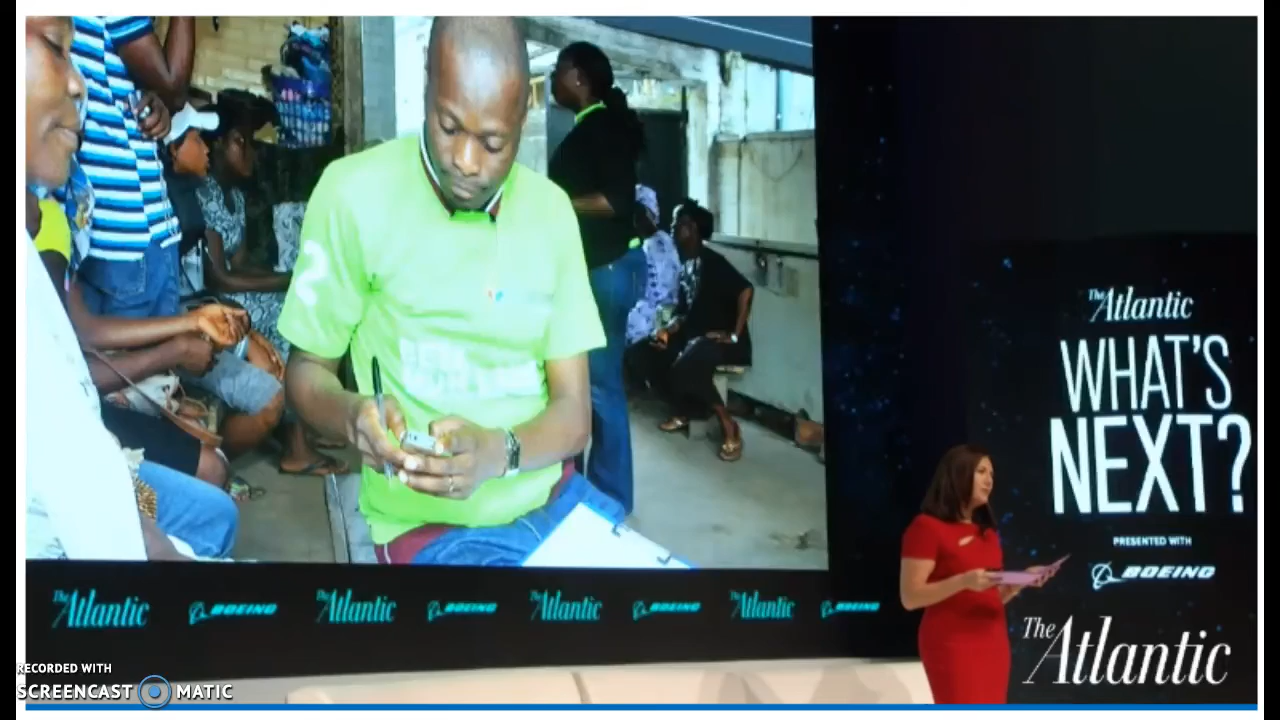 The Atlantic
WHAT'S
NEXT?
PRESENTED WITH
BOEING
The Atlantic BOEING The Atlantic BOEING The Atlantic BOEING The Atlantic BOEING
The Atlantic
RECORDED WITH
SCREENCAST MATIC